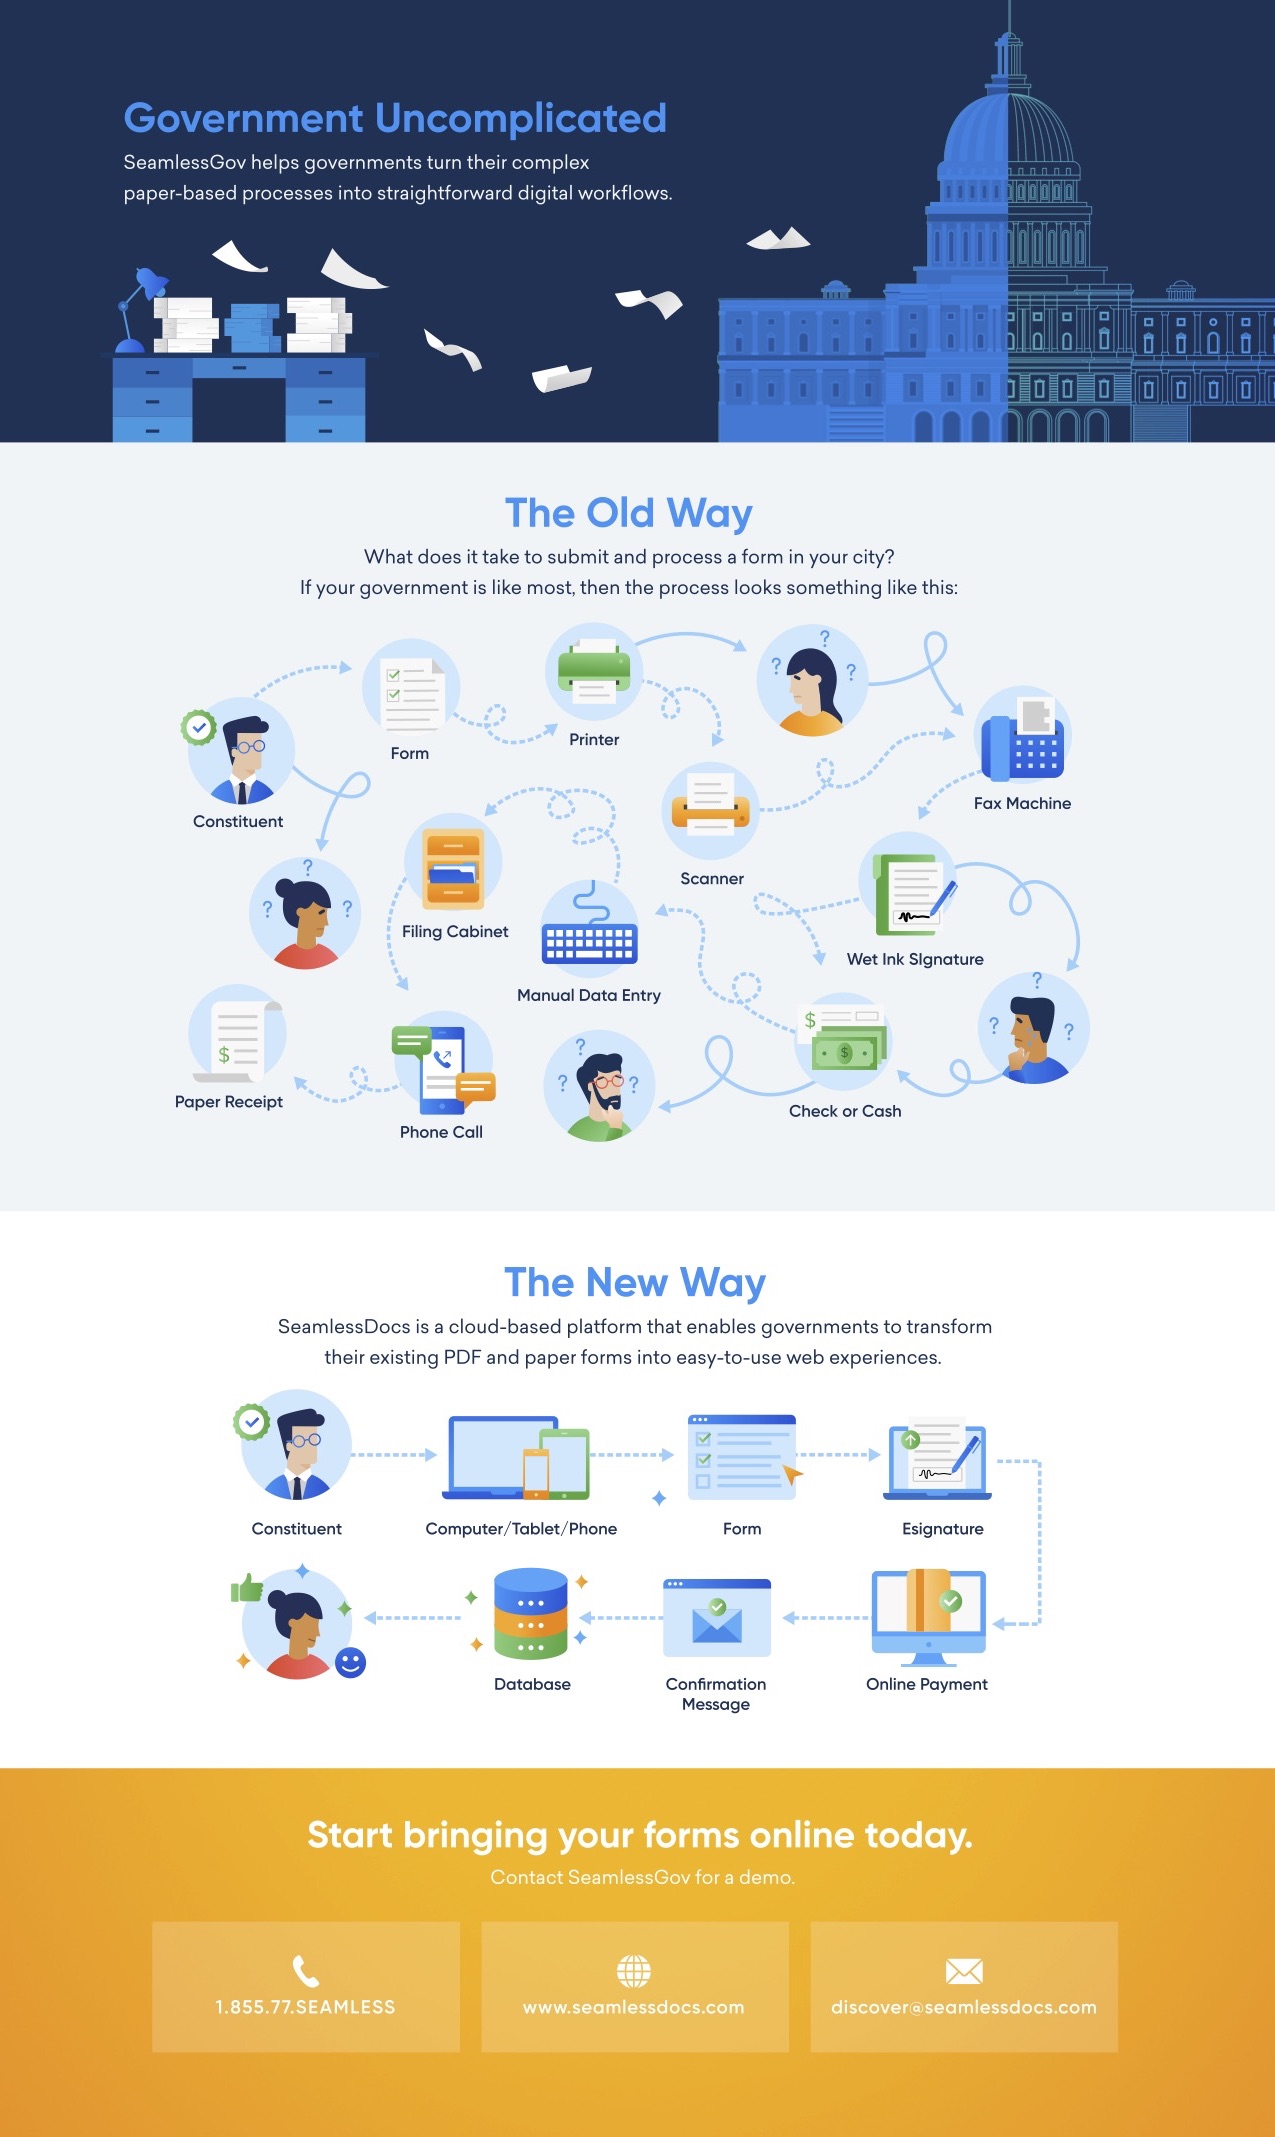 Government Uncomplicated
SeamlessGov helps governments turn their complex
paper-based processes into straightforward digital workflows.
The Old Way
What does it take to submit and process a form in your city?
If your government is like most, then the process looks something like this:
? ? ?
Form
Printer
Constituent
Fax Machine
Scanner
? ? ?
Filing Cabinet
Wet Ink SIgnature
Manual Data Entry
? ? ?
$
$
$
? ? ?
Paper Receipt
Phone Call
Check or Cash
The New Way
SeamlessDocs is a cloud-based platform that enables governments to transform
their existing PDF and paper forms into easy-to-use web experiences.
Constituent
Computer/Tablet/Phone
Form
Esignature
Database
Confirmation
Message
Online Payment
Start bringing your forms online today.
Contact SeamlessGov for a demo.
1.855.77.SEAMLESS
www.seamlessdocs.com
discover@seamlessdocs.com